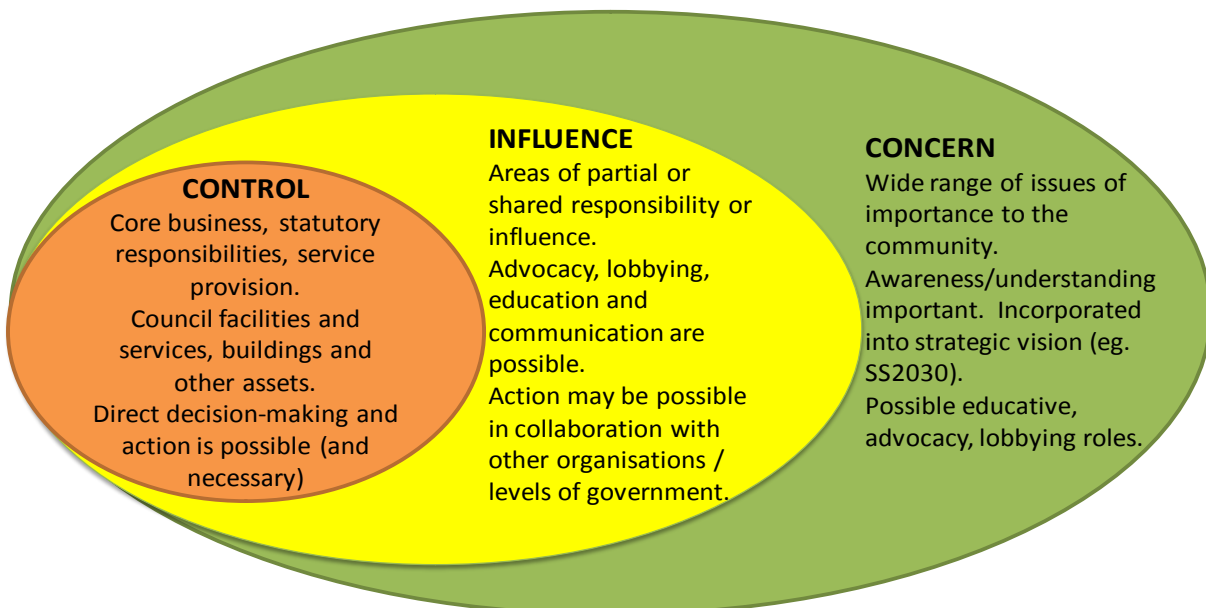 CONTROL
Core business, statutory
responsibilities, service
provision.
Council facilities and
services, buildings and
other assets.
Direct decision-making and
action is possible (and
necessary)
INFLUENCE
Areas of partial or
shared responsibility or
influence.
Advocacy, lobbying,
education and
communication are
possible.
Action may be possible
in collaboration with
other organisations /
levels of government.
CONCERN
Wide range of issues of
importance to the
community.
Awareness/understanding
important.  Incorporated
into strategic vision (eg.
SS2030).
Possible educative,
advocacy, lobbying roles.